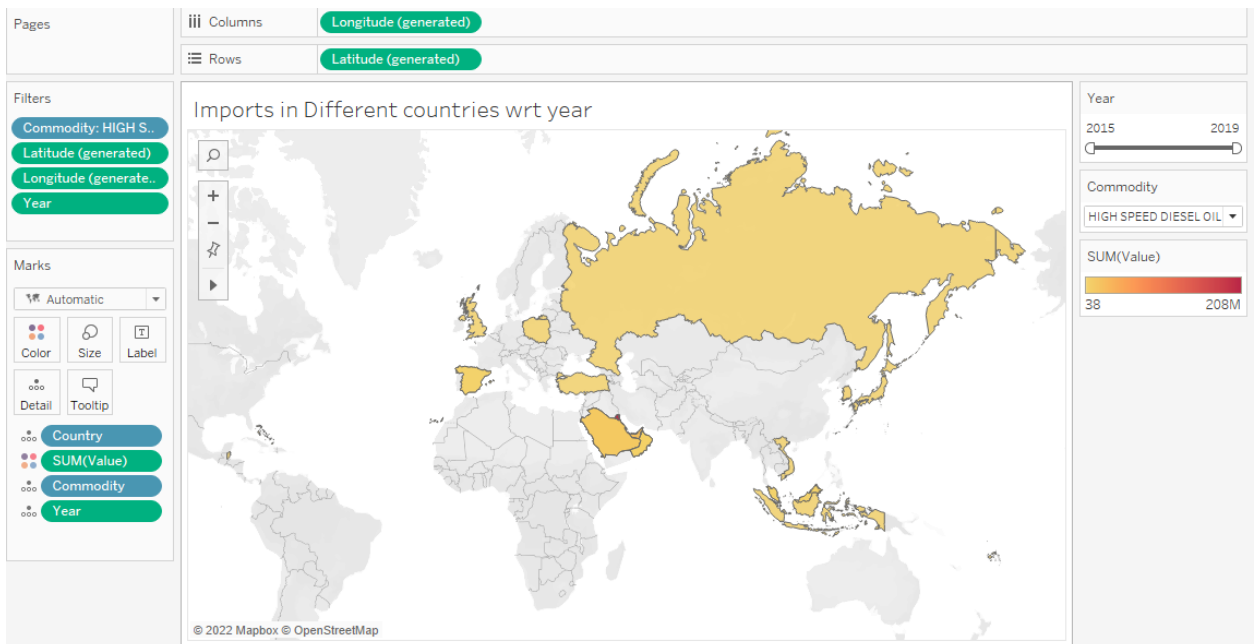 Pages
Columns
Longitude (generated)
Rows
Latitude (generated)
Filters
Commodity: HIGH S..
Latitude (generated)
Longitude (generate..
Year
Marks
Automatic
Color
Size
T
Label
Detail
Tooltip
Country
SUM(Value)
Commodity
Year
Imports in Different countries wrt year
© 2022 Mapbox © OpenStreetMap
Year
2015 2019
Commodity
HIGH SPEED DIESEL OIL
SUM(Value)
38 208M